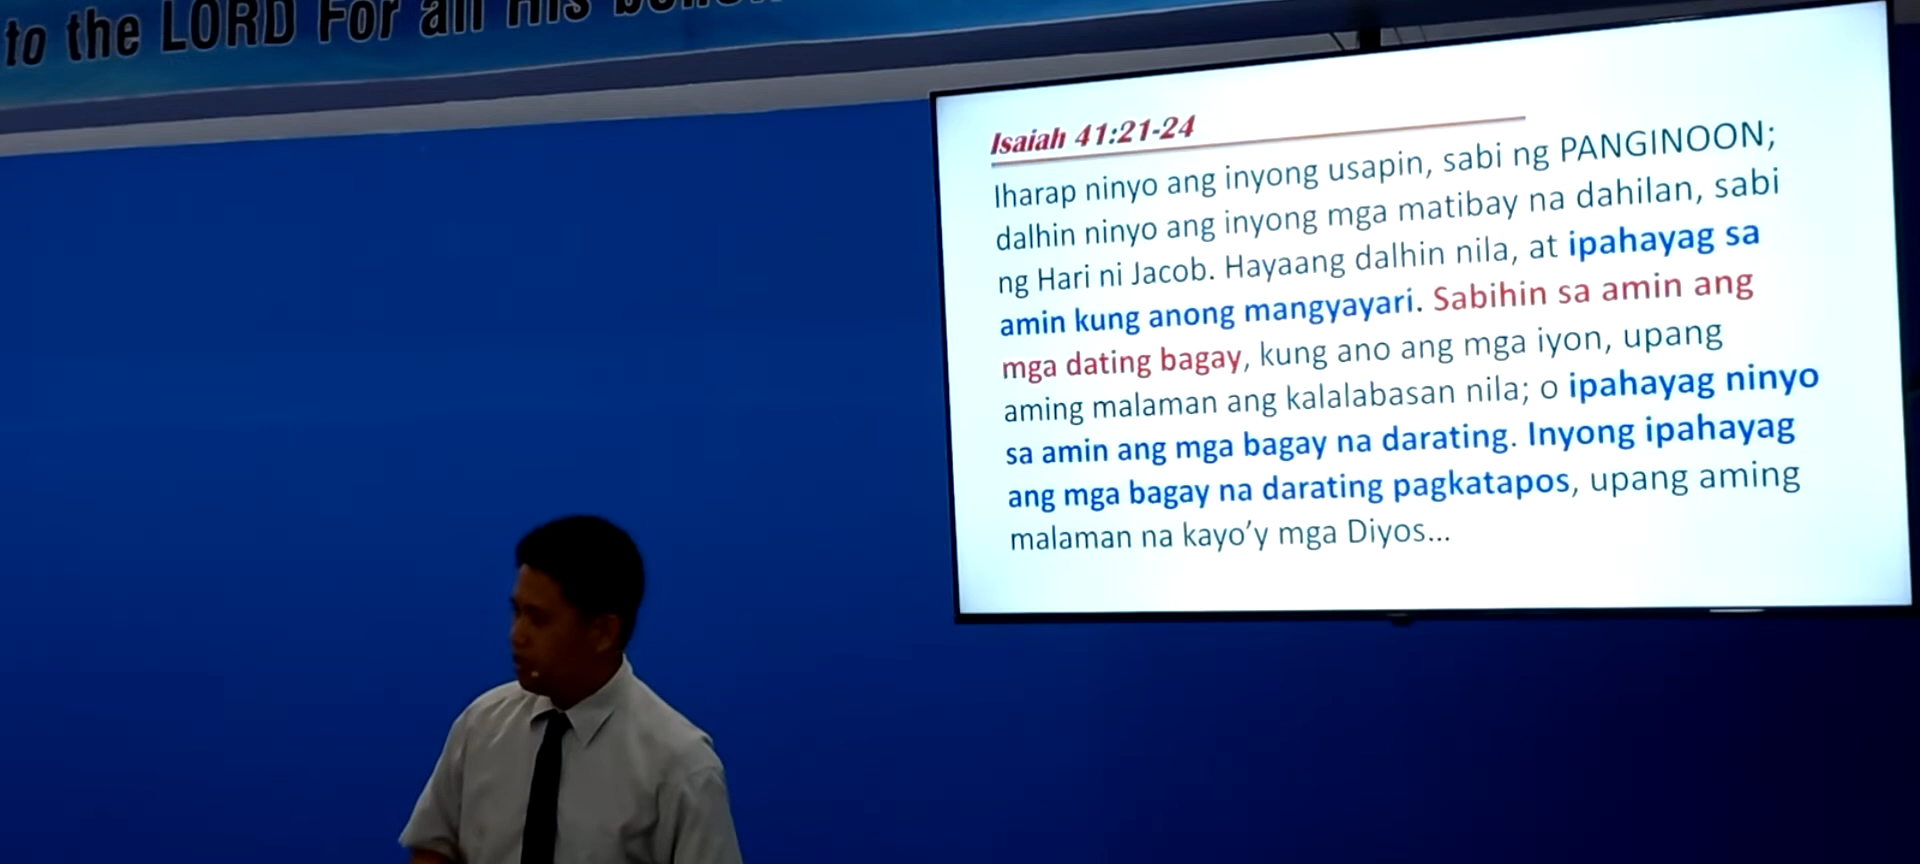 to the LORD For all His
Isaiah 41:21-24
Iharap ninyo ang inyong usapin, sabi ng PANGINOON;
dalhin ninyo ang inyong mga matibay na dahilan, sabi
ng Hari ni Jacob. Hayaang dalhin nila, at ipahayag sa
amin kung anong mangyayari. Sabihin sa amin ang
mga dating bagay, kung ano ang mga iyon, upang
aming malaman ang kalalabasan nila; o ipahayag ninyo
sa amin ang mga bagay na darating. Inyong ipahayag
ang mga bagay na darating pagkatapos, upang aming
malaman na kayo’y mga Diyos...